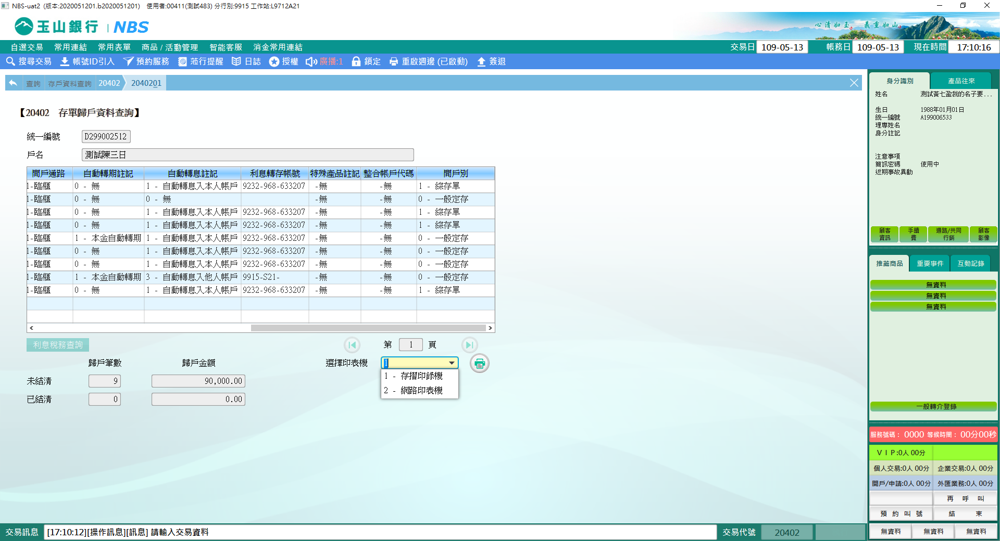 NBS-uat2 (版本:2020051201.b2020051201) 使用者:00411(測試483) 分行別:9915 工作站:L9712A21
玉山銀行 | NBS
心清如玉。 義重如山。
自選交易 常用連結 常用表單 商品 / 活動管理 智能客服 消金常用連結 交易日 109-05-13 帳務日 109-05-13 現在時間 17:10:16
搜尋交易 帳號ID引入 預約服務 蒞行提醒 日誌 授權 廣播:1 鎖定 重啟週邊 (已啟動) 簽退
查詢 存戶資料查詢 20402 2040201
【20402 存單歸戶資料查詢】
統一編號 D299002512
戶名 測試陳三日
開戶通路 自動轉期註記 自動轉息註記 利息轉存帳號 特殊產品註記 整合帳戶代碼 開戶別
1-臨櫃 0 - 無 1 - 自動轉息入本人帳戶 9232-968-633207 -無 -無 1 - 綜存單
1-臨櫃 0 - 無 0 - 無 -無 -無 0 - 一般定存
1-臨櫃 0 - 無 1 - 自動轉息入本人帳戶 9232-968-633207 -無 -無 1 - 綜存單
1-臨櫃 0 - 無 1 - 自動轉息入本人帳戶 9232-968-633207 -無 -無 1 - 綜存單
1-臨櫃 1 - 本金自動轉期 1 - 自動轉息入本人帳戶 9232-968-633207 -無 -無 0 - 一般定存
1-臨櫃 0 - 無 1 - 自動轉息入本人帳戶 9232-968-633207 -無 -無 0 - 一般定存
1-臨櫃 0 - 無 1 - 自動轉息入本人帳戶 9232-968-633207 -無 -無 0 - 一般定存
1-臨櫃 1 - 本金自動轉期 3 - 自動轉息入他人帳戶 9915-S21- -無 -無 0 - 一般定存
1-臨櫃 0 - 無 1 - 自動轉息入本人帳戶 9232-968-633207 -無 -無 1 - 綜存單
利息稅務查詢 第 1 頁
歸戶筆數 歸戶金額 選擇印表機 1
1 - 存摺印錄機
2 - 網路印表機
未結清 9 90,000.00
已結清 0 0.00
身分識別 產品往來
姓名 測試黃七盈我的名子要...
生日 1988年01月01日
統一編號 A199006533
理專姓名
身分註記
注意事項
簡訊密碼 使用中
近期事故異動
顧客資訊 手續費 通路/共同行銷 顧客影像
推薦商品 重要事件 互動記錄
無資料
無資料
無資料
一般轉介登錄
服務號碼: 0000 等候時間: 00分00秒
VIP:0人 00分
個人交易:0人 00分 企業交易:0人 00分
開戶/申請:0人 00分 外匯業務:0人 00分
再 呼 叫
預 約 叫 號 結 束
無資料 無資料 無資料
交易訊息 [17:10:12][操作訊息][訊息] 請輸入交易資料 交易代號 20402